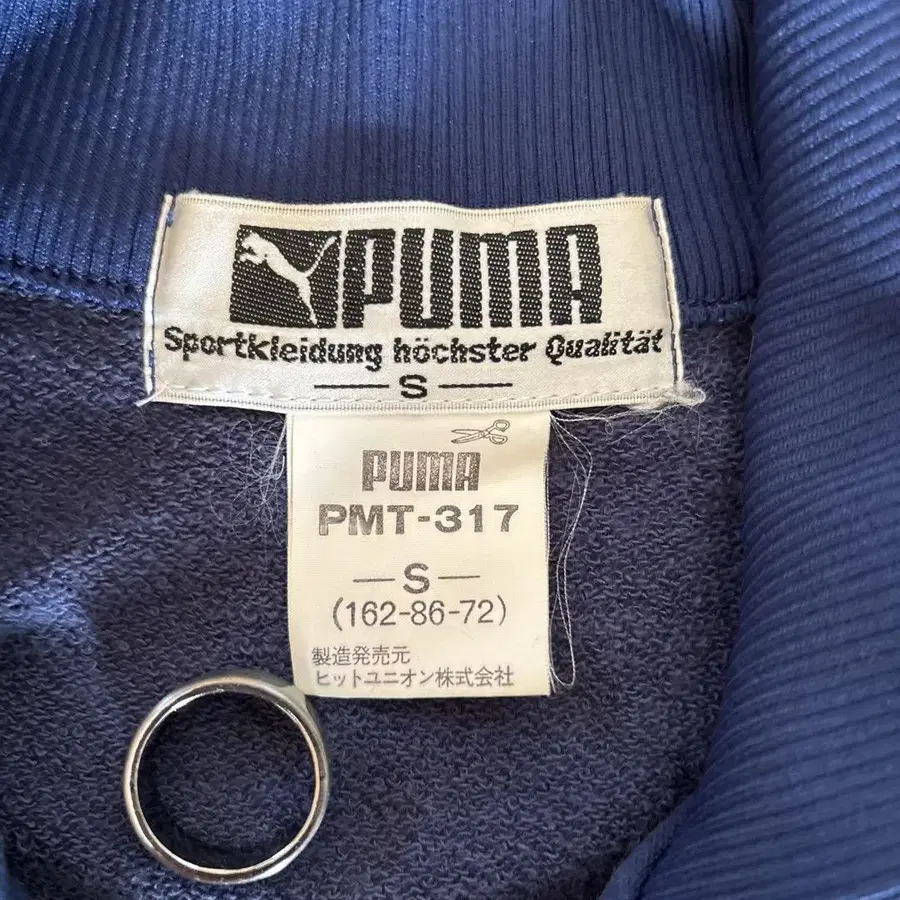 PUMA
Sportkleidung höchster Qualität
— S —
PUMA
PMT-317
— S —
(162-86-72)
製造発売元
ヒットユニオン株式会社